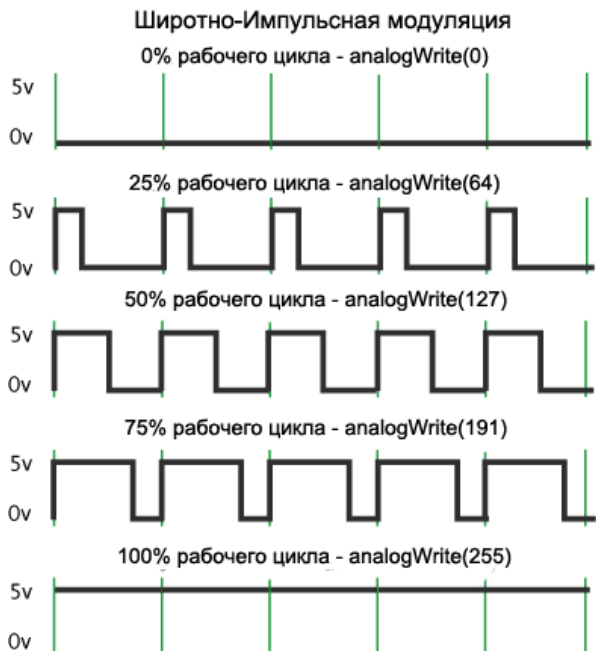 Широтно-Импульсная модуляция
0% рабочего цикла - analogWrite(0)
5v
0v
25% рабочего цикла - analogWrite(64)
5v
0v
50% рабочего цикла - analogWrite(127)
5v
0v
75% рабочего цикла - analogWrite(191)
5v
0v
100% рабочего цикла - analogWrite(255)
5v
0v